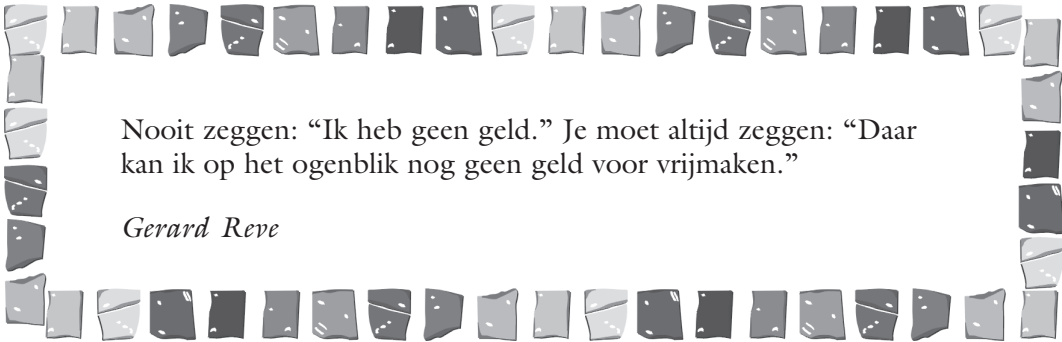 Nooit zeggen: “Ik heb geen geld.” Je moet altijd zeggen: “Daar
kan ik op het ogenblik nog geen geld voor vrijmaken.”
Gerard Reve